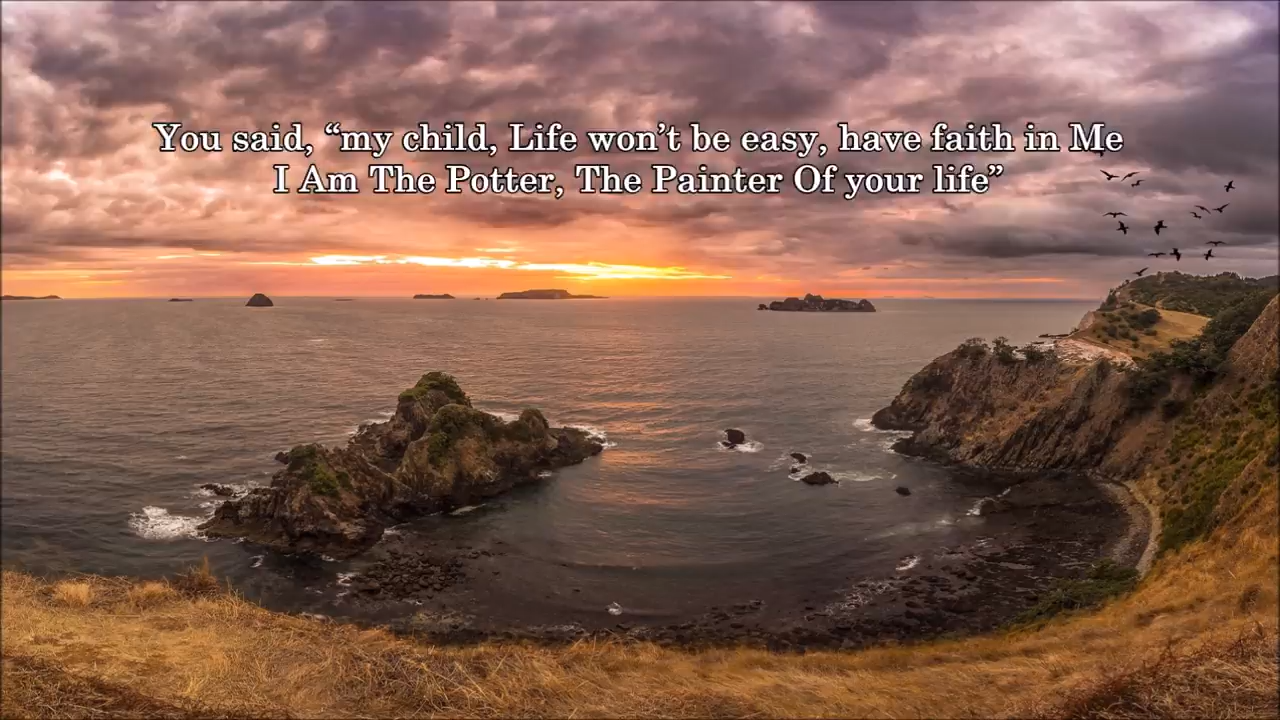 You said, “my child, Life won’t be easy, have faith in Me
I Am The Potter, The Painter Of your life”